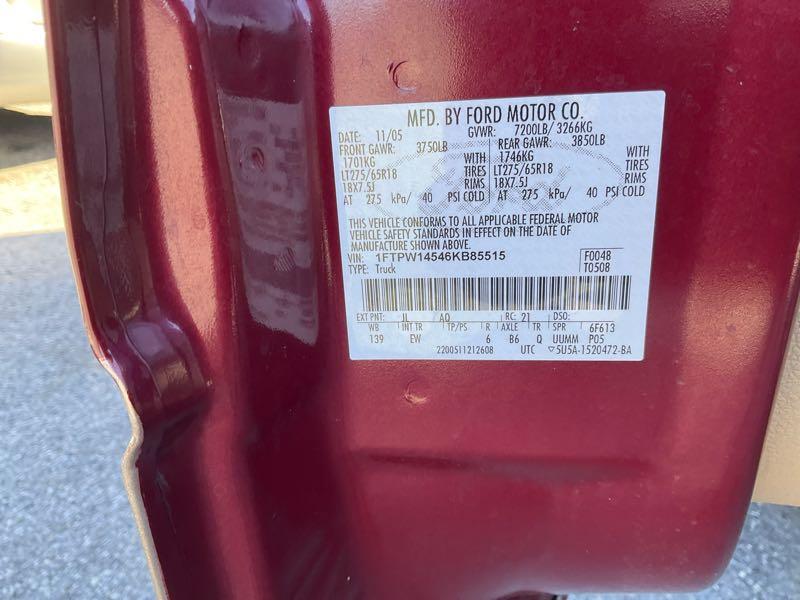 MFD. BY FORD MOTOR CO.
DATE: 11/05 GVWR: 7200LB/ 3266KG
FRONT GAWR: 3750LB REAR GAWR: 3850LB
1701KG WITH 1746KG WITH
LT275/65R18 TIRES LT275/65R18 TIRES
18X7.5J RIMS 18X7.5J RIMS
AT 275 kPa/ 40 PSI COLD AT 275 kPa/ 40 PSI COLD
THIS VEHICLE CONFORMS TO ALL APPLICABLE FEDERAL MOTOR
VEHICLE SAFETY STANDARDS IN EFFECT ON THE DATE OF
MANUFACTURE SHOWN ABOVE.
VIN: 1FTPW14546KB85515 F0048
TYPE: Truck T0508
EXT PNT: JL AQ RC: 21 DSO:
WB INT TR TP/PS R AXLE TR SPR 6F613
139 EW 6 B6 Q UUMM P05
2200511212608 UTC ▽5U5A-1520472-BA